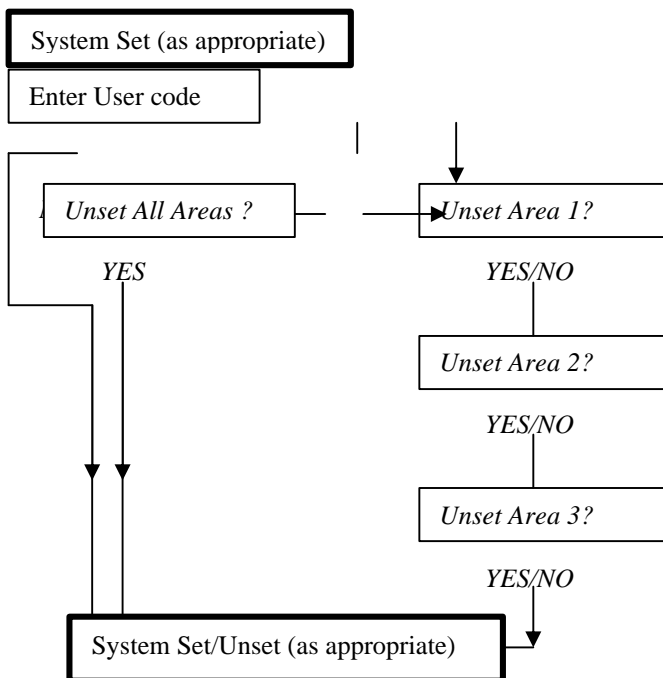 System Set (as appropriate)
Enter User code
Unset All Areas ?
Unset Area 1?
YES
YES/NO
Unset Area 2?
YES/NO
Unset Area 3?
YES/NO
System Set/Unset (as appropriate)